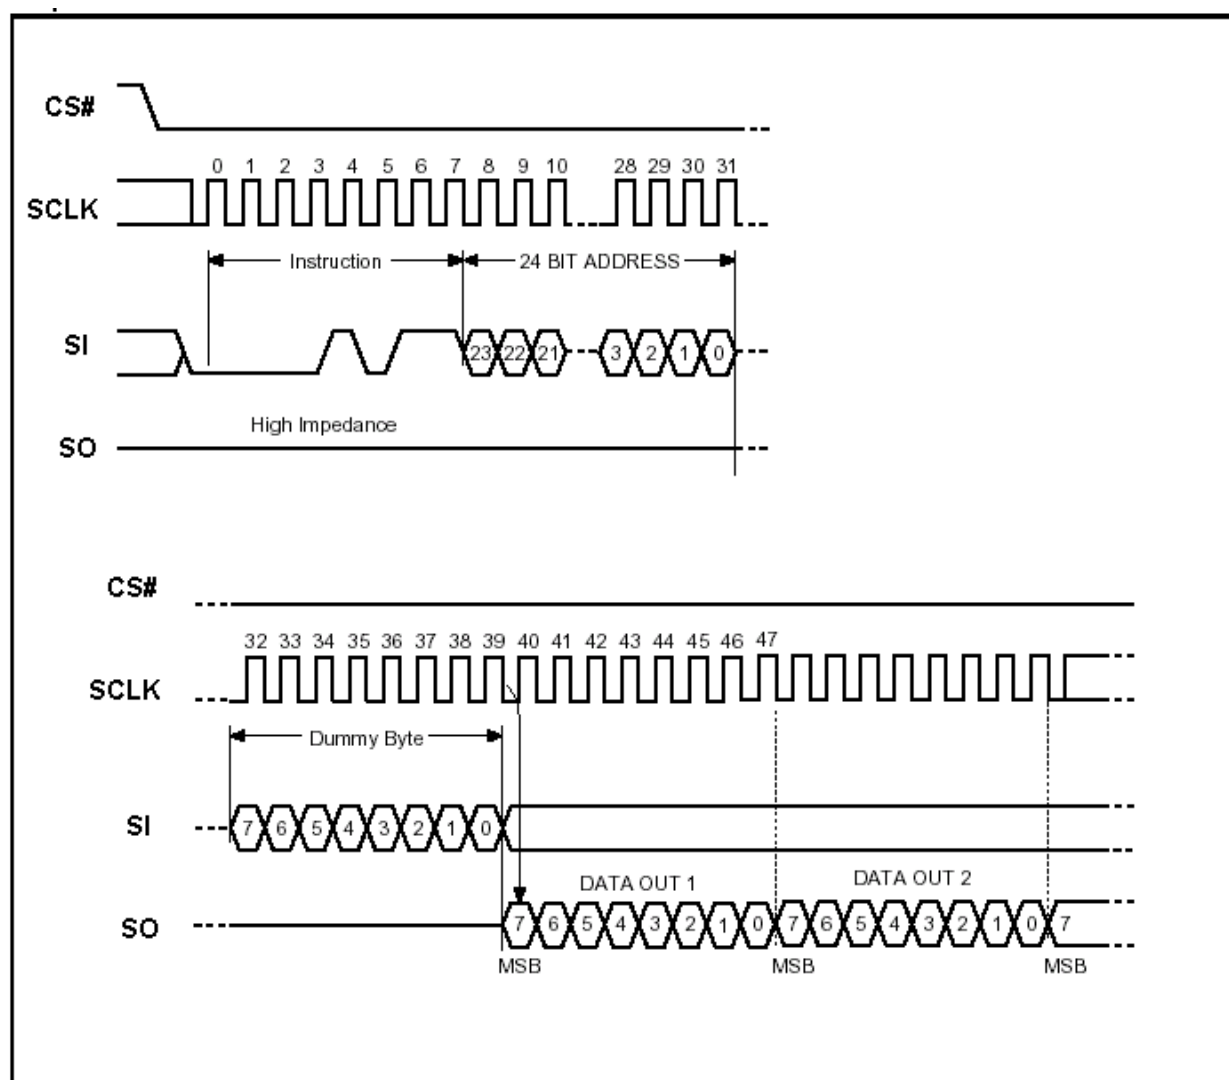 CS#
0 1 2 3 4 5 6 7 8 9 10 28 29 30 31
SCLK
Instruction 24 BIT ADDRESS
SI 23 22 21 3 2 1 0
High Impedance
SO
CS#
32 33 34 35 36 37 38 39 40 41 42 43 44 45 46 47
SCLK
Dummy Byte
SI 7 6 5 4 3 2 1 0
DATA OUT 1 DATA OUT 2
SO 7 6 5 4 3 2 1 0 7 6 5 4 3 2 1 0 7
MSB MSB MSB